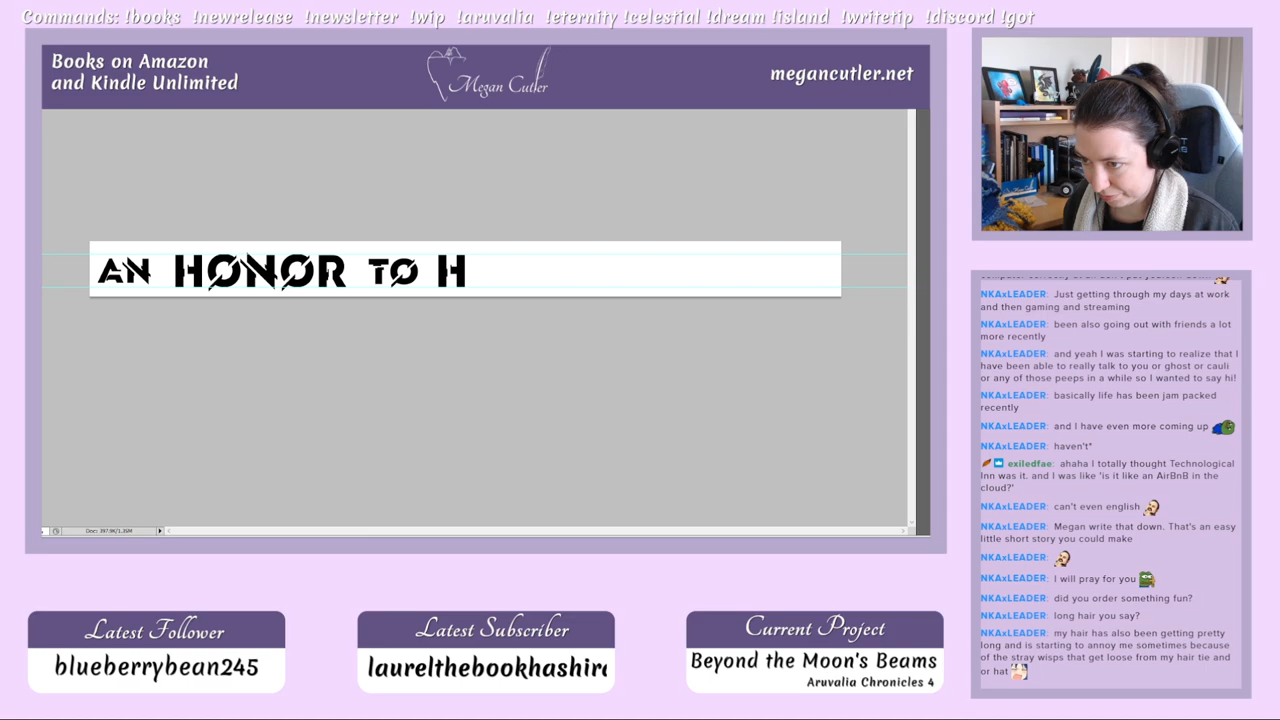 Commands: !books !newrelease !newsletter !wip !aruvalia !eternity !celestial !dream !island !writetip !discord !got
Books on Amazon
and Kindle Unlimited
Megan Cutler
megancutler.net
AN HONOR TO H
Doc: 397.9K/1.35M
NKAxLEADER: Just getting through my days at work
and then gaming and streaming
NKAxLEADER: been also going out with friends a lot
more recently
NKAxLEADER: and yeah I was starting to realize that I
have been able to really talk to you or ghost or cauli
or any of those peeps in a while so I wanted to say hi!
NKAxLEADER: basically life has been jam packed
recently
NKAxLEADER: and I have even more coming up
NKAxLEADER: haven't*
exiledfae: ahaha I totally thought Technological
Inn was it. and I was like 'is it like an AirBnB in the
cloud?'
NKAxLEADER: can't even english
NKAxLEADER: Megan write that down. That's an easy
little short story you could make
NKAxLEADER:
NKAxLEADER: I will pray for you
NKAxLEADER: did you order something fun?
NKAxLEADER: long hair you say?
NKAxLEADER: my hair has also been getting pretty
long and is starting to annoy me sometimes because
of the stray wisps that get loose from my hair tie and
or hat
Latest Follower
blueberrybean245
Latest Subscriber
laurelthebookhashira
Current Project
Beyond the Moon's Beams
Aruvalia Chronicles 4